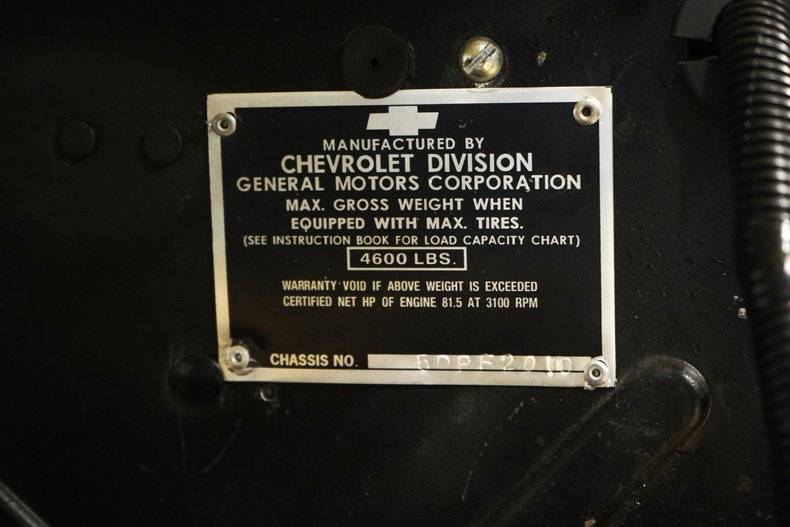 MANUFACTURED BY
CHEVROLET DIVISION
GENERAL MOTORS CORPORATION
MAX. GROSS WEIGHT WHEN
EQUIPPED WITH MAX. TIRES.
(SEE INSTRUCTION BOOK FOR LOAD CAPACITY CHART)
4600 LBS.
WARRANTY VOID IF ABOVE WEIGHT IS EXCEEDED
CERTIFIED NET HP OF ENGINE 81.5 AT 3100 RPM
CHASSIS NO.